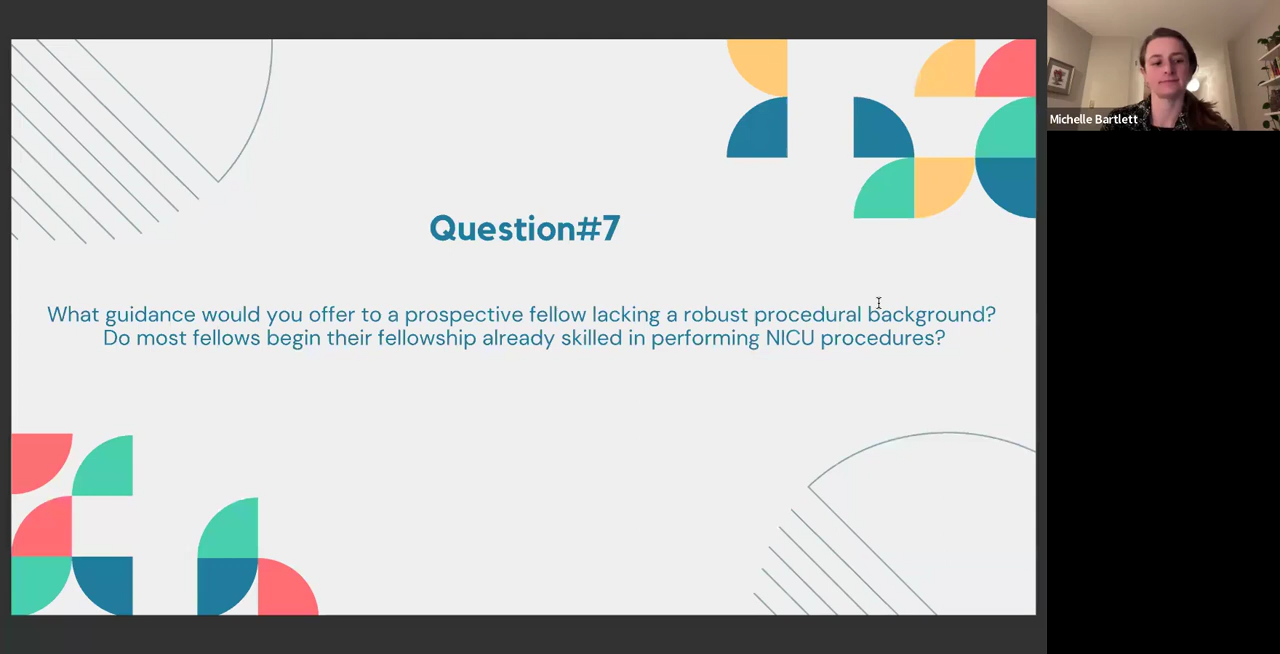 Question#7
What guidance would you offer to a prospective fellow lacking a robust procedural background?
Do most fellows begin their fellowship already skilled in performing NICU procedures?
Michelle Bartlett